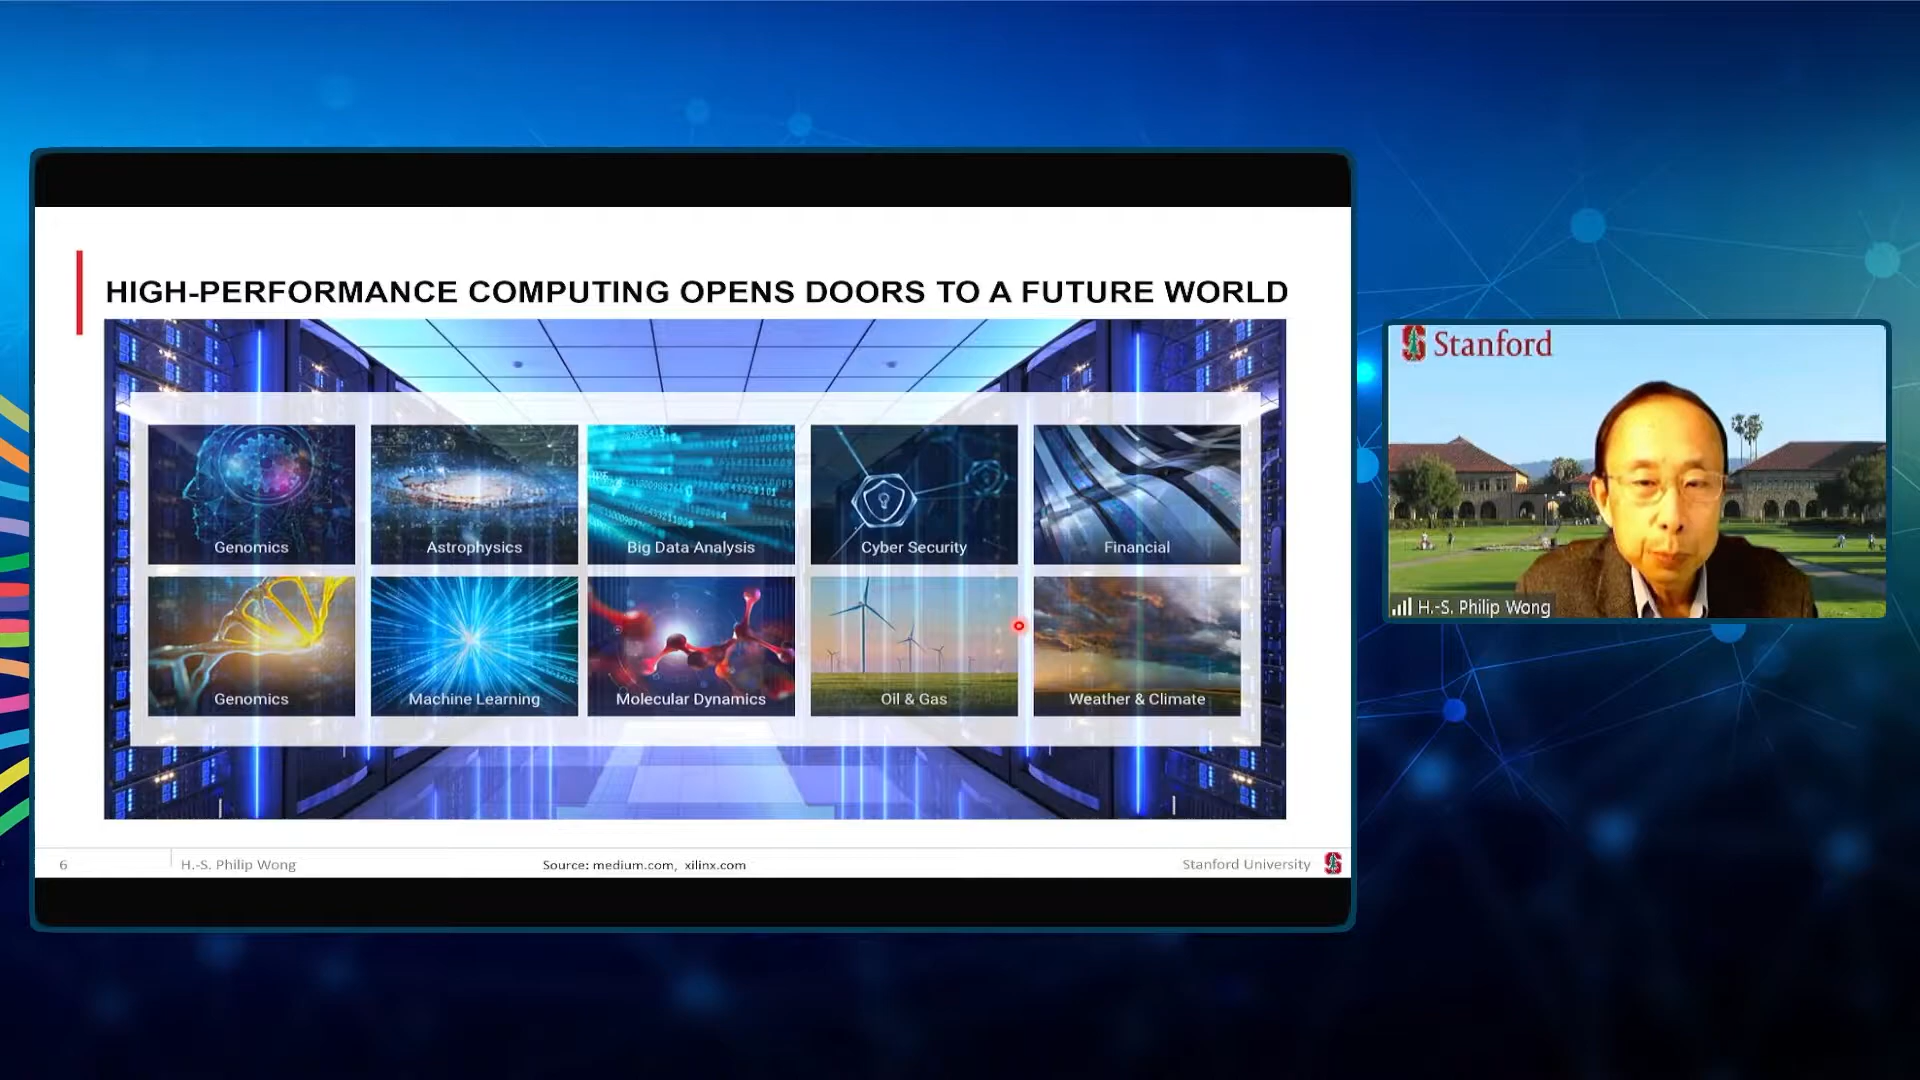 HIGH-PERFORMANCE COMPUTING OPENS DOORS TO A FUTURE WORLD
Genomics
Astrophysics
Big Data Analysis
Cyber Security
Financial
Genomics
Machine Learning
Molecular Dynamics
Oil & Gas
Weather & Climate
6
H.-S. Philip Wong
Source: medium.com, xilinx.com
Stanford University
Stanford
H.-S. Philip Wong